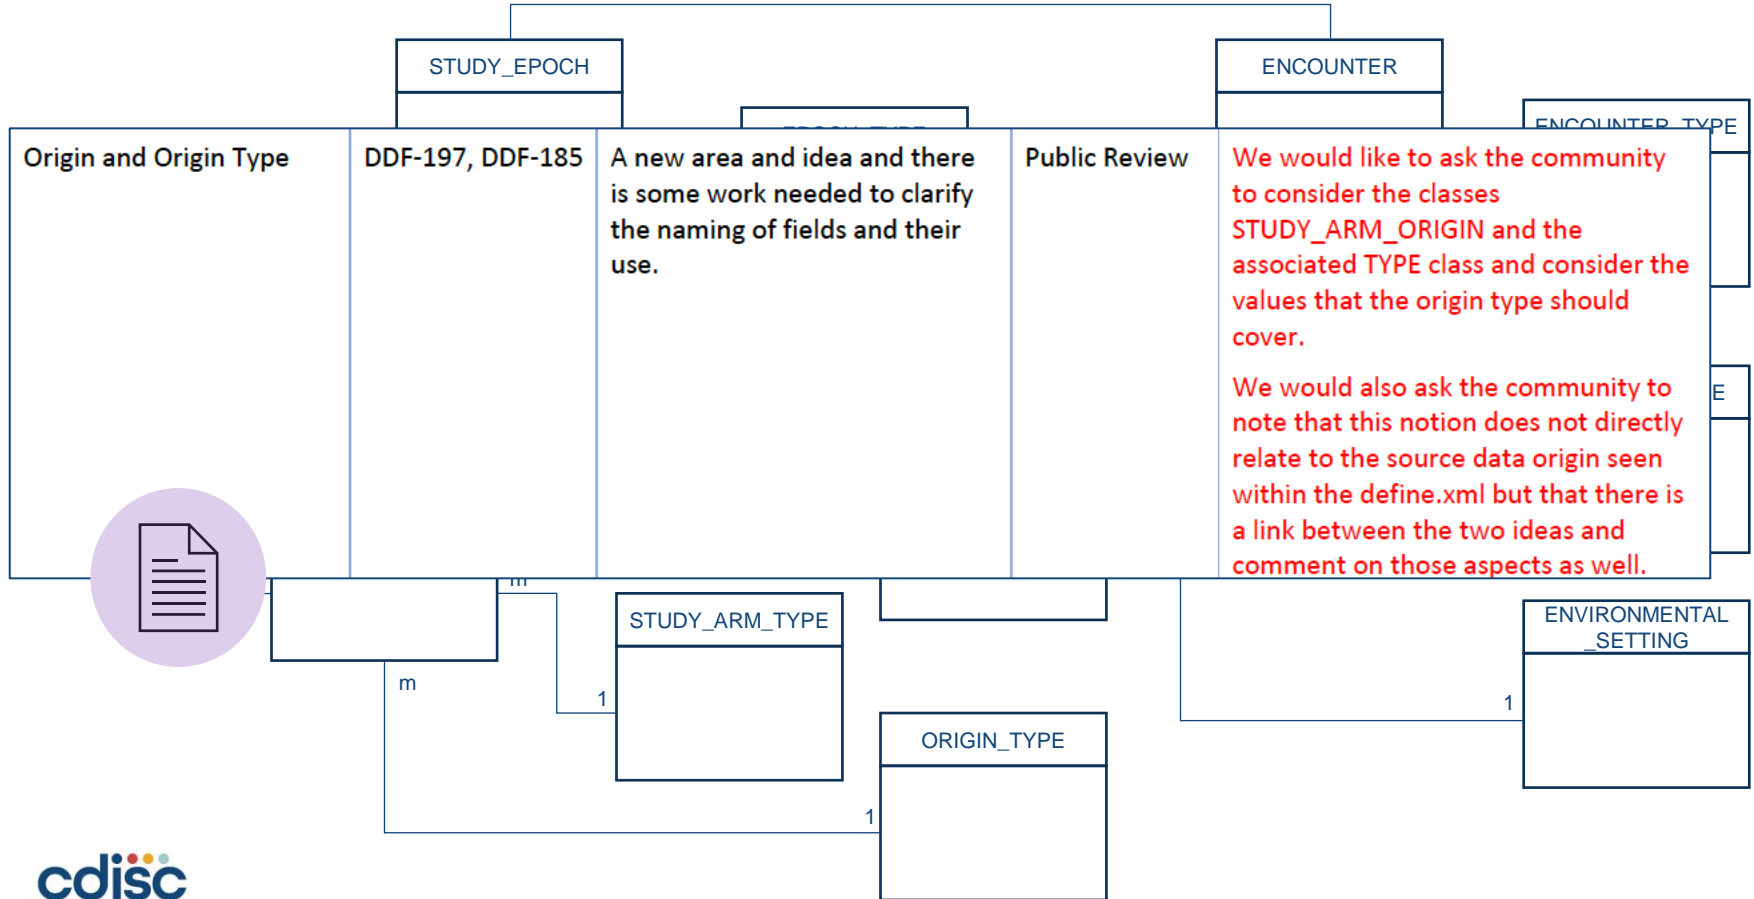 STUDY_EPOCH
ENCOUNTER
ENCOUNTER_TYPE
Origin and Origin Type
DDF-197, DDF-185
A new area and idea and there
is some work needed to clarify
the naming of fields and their
use.
Public Review
We would like to ask the community
to consider the classes
STUDY_ARM_ORIGIN and the
associated TYPE class and consider the
values that the origin type should
cover.
We would also ask the community to
note that this notion does not directly
relate to the source data origin seen
within the define.xml but that there is
a link between the two ideas and
comment on those aspects as well.
E
m
STUDY_ARM_TYPE
ENVIRONMENTAL
_SETTING
m
1
1
ORIGIN_TYPE
1
cdisc